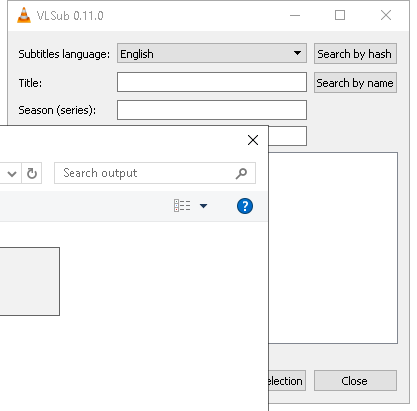 VLSub 0.11.0
Subtitles language: English Search by hash
Title: Search by name
Season (series):
Search output
Close